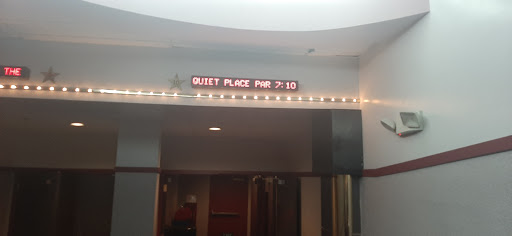 THE
QUIET PLACE PAR 7:10